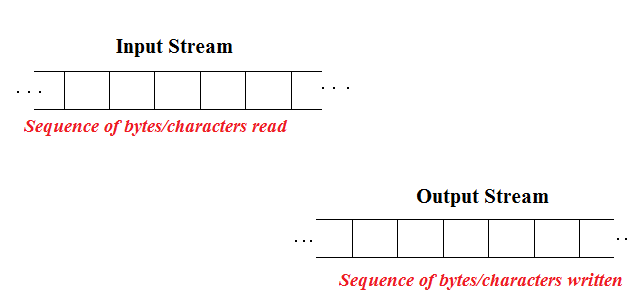 Input Stream
. . .
. . .
Sequence of bytes/characters read
Output Stream
...
..
Sequence of bytes/characters written